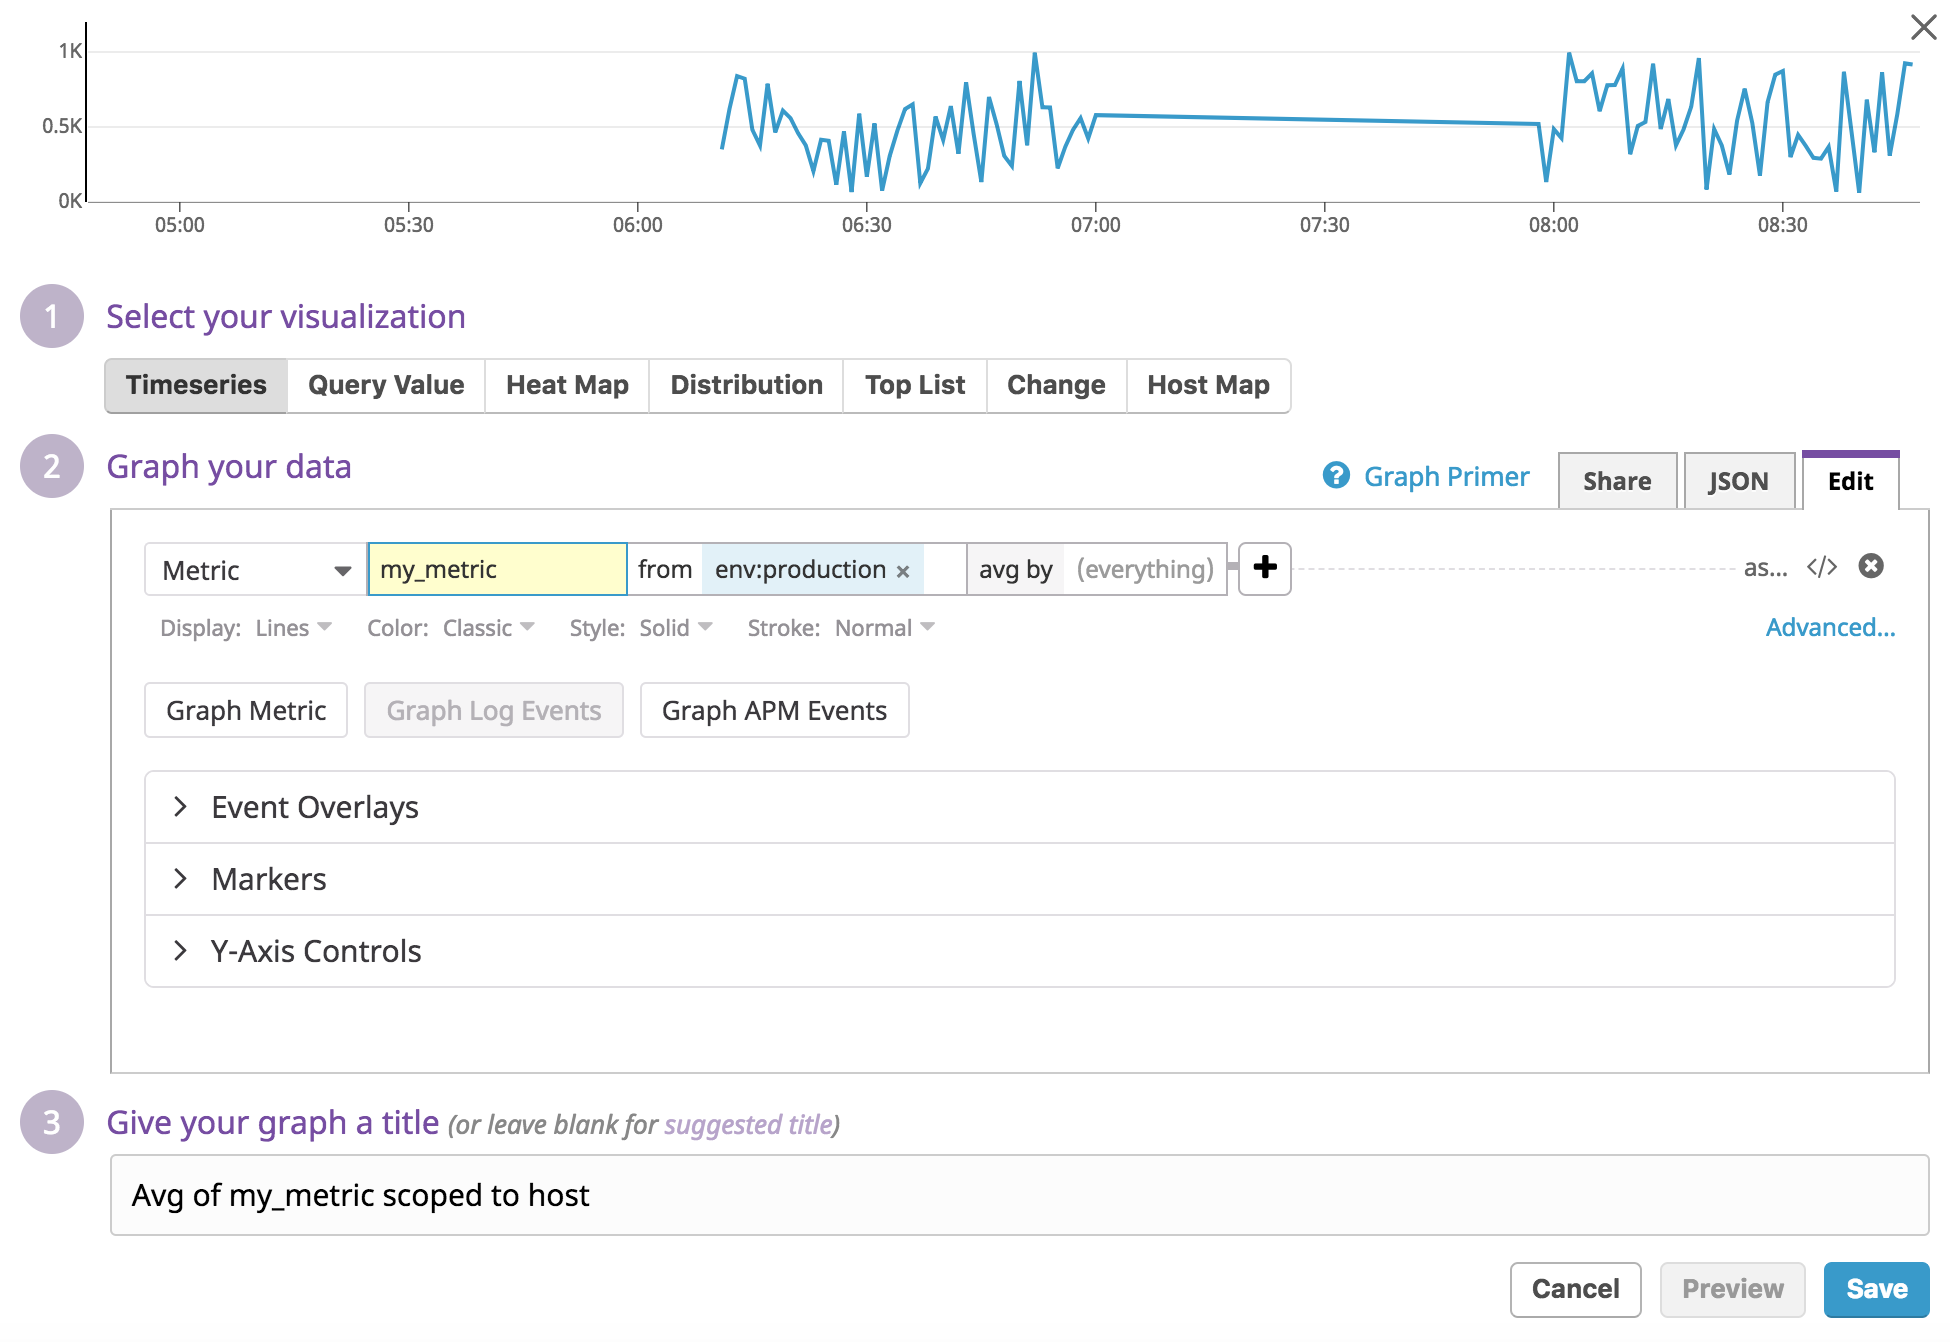 1K
0.5K
0K
05:00 05:30 06:00 06:30 07:00 07:30 08:00 08:30
1 Select your visualization
Timeseries Query Value Heat Map Distribution Top List Change Host Map
2 Graph your data
? Graph Primer Share JSON Edit
Metric my_metric from env:production × avg by (everything) + as... </>
Display: Lines Color: Classic Style: Solid Stroke: Normal Advanced...
Graph Metric Graph Log Events Graph APM Events
Event Overlays
Markers
Y-Axis Controls
3 Give your graph a title (or leave blank for suggested title)
Avg of my_metric scoped to host
Cancel Preview Save